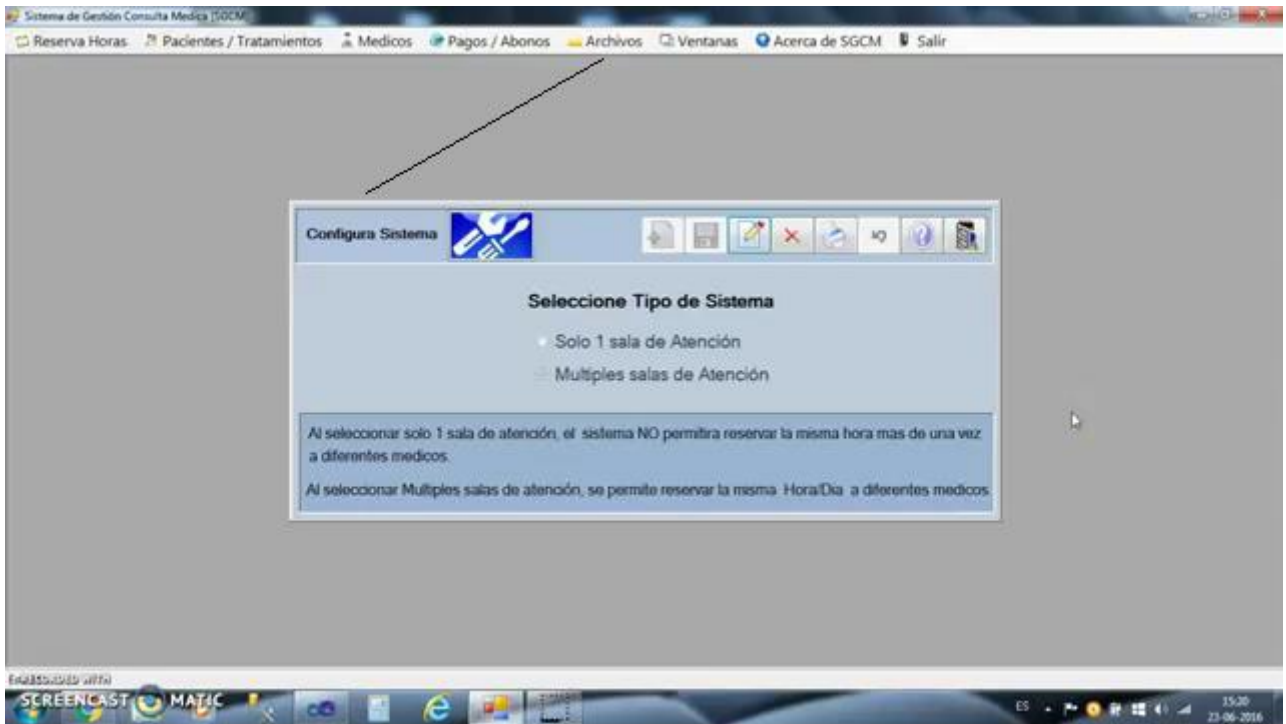 Sistema de Gestión Consulta Medica [SGCM]
Reserva Horas Pacientes / Tratamientos Medicos Pagos / Abonos Archivos Ventanas Acerca de SGCM Salir
Configura Sistema
Seleccione Tipo de Sistema
Solo 1 sala de Atención
Multiples salas de Atención
Al seleccionar solo 1 sala de atención, el sistema NO permitira reservar la misma hora mas de una vez
a diferentes medicos.
Al seleccionar Multiples salas de atención, se permite reservar la misma Hora/Dia a diferentes medicos
RECORDED WITH
SCREENCAST MATIC
ES 15:20
23-06-2016